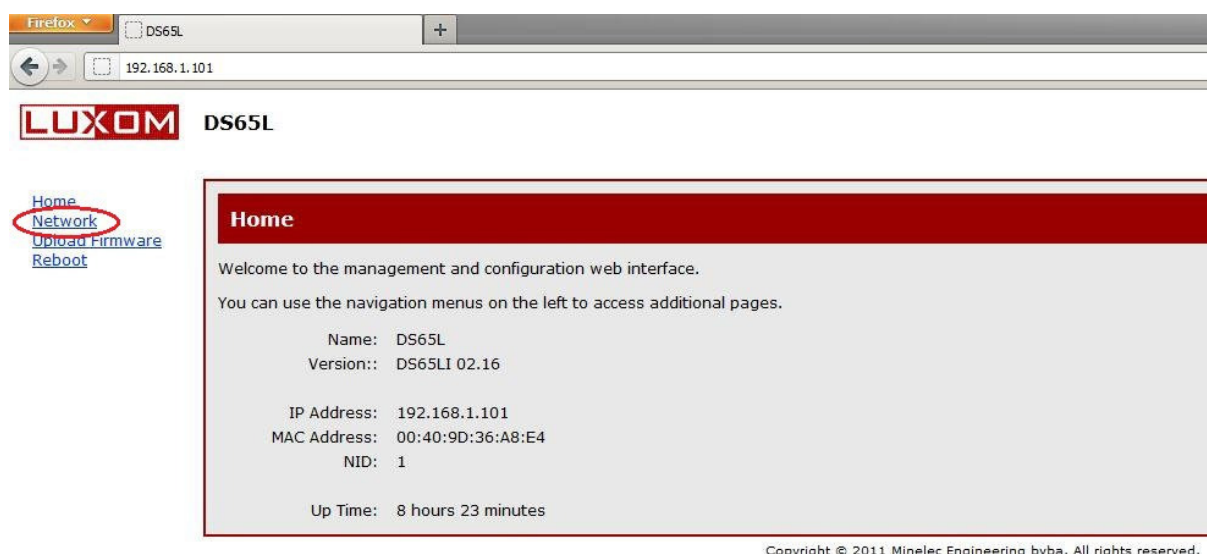 Firefox
DS65L
+
192.168.1.101
LUXOM
DS65L
Home
Network
Upload Firmware
Reboot
Home
Welcome to the management and configuration web interface.
You can use the navigation menus on the left to access additional pages.
Name: DS65L
Version:: DS65LI 02.16
IP Address: 192.168.1.101
MAC Address: 00:40:9D:36:A8:E4
NID: 1
Up Time: 8 hours 23 minutes
Copyright © 2011 Minelec Engineering bvba. All rights reserved.